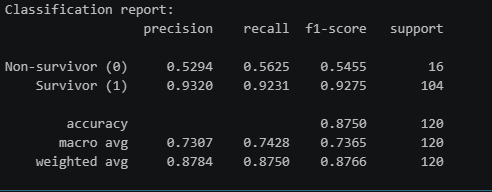 Classification report:
precision recall f1-score support
Non-survivor (0) 0.5294 0.5625 0.5455 16
Survivor (1) 0.9320 0.9231 0.9275 104
accuracy 0.8750 120
macro avg 0.7307 0.7428 0.7365 120
weighted avg 0.8784 0.8750 0.8766 120